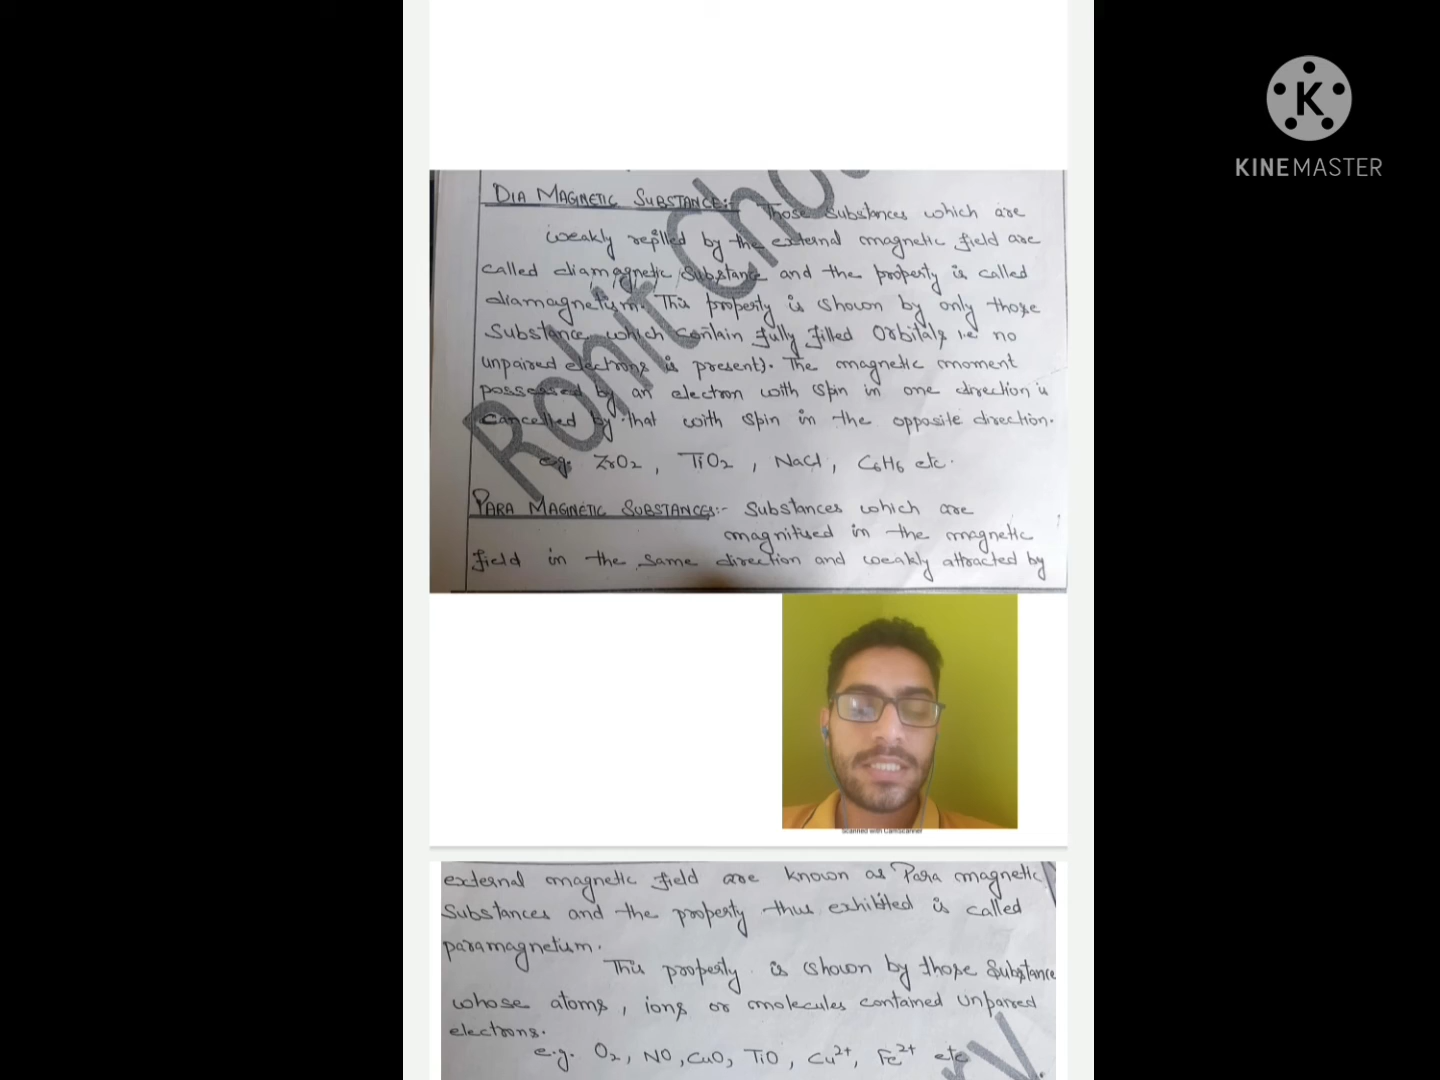 KINEMASTER
DIA MAGINETIC SUBSTANCE:- Those substances which are
weakly replled by the external magnetic field are
called diamagnetic substance and the property is called
diamagnetism. This property is shown by only those
Substance which contain fully filled Orbitals i.e no
unpaired electrons is present). The magnetic moment
possessed by an electron with spin in one direction is
cancelled by that with spin in the opposite direction.
e.g. ZrO2, TiO2, NaCl, C6H6 etc.
PARA MAGINETIC SUBSTANCES:- Substances which are
magnitised in the magnetic
field in the same direction and weakly attracted by
Scanned with CamScanner
external magnetic field are known as Para magnetic
Substances and the property thus exhibited is called
paramagnetism.
This property is shown by those substance
whose atoms, ions or molecules contained unpaired
electrons.
e.g. O2, NO, CuO, TiO, Cu2+, Fe2+ etc